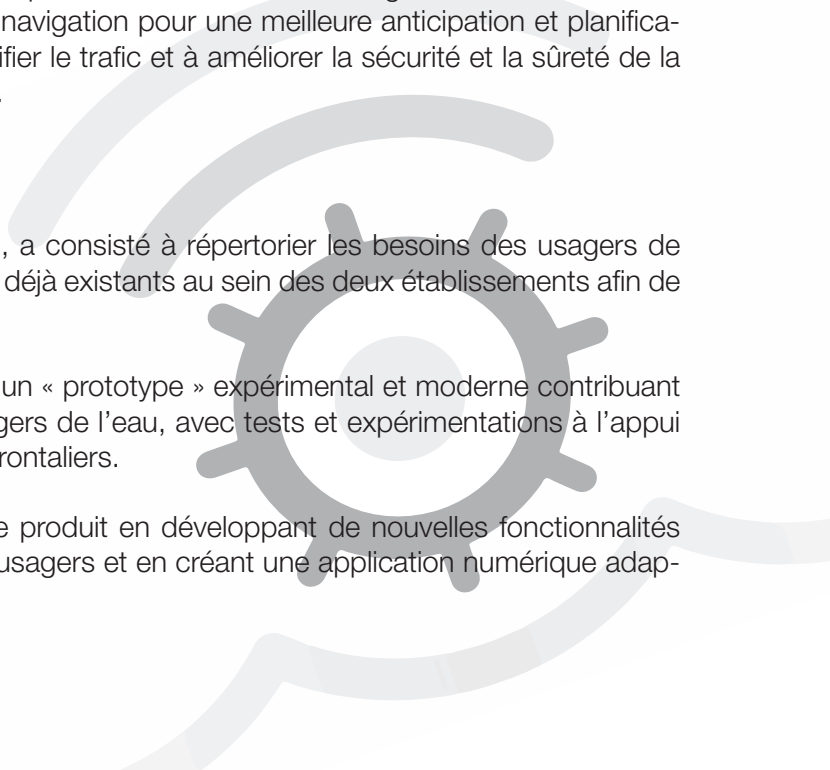 navigation pour une meilleure anticipation et planifica-
ifier le trafic et à améliorer la sécurité et la sûreté de la
.
, a consisté à répertorier les besoins des usagers de
déjà existants au sein des deux établissements afin de
un « prototype » expérimental et moderne contribuant
gers de l’eau, avec tests et expérimentations à l’appui
rontaliers.
e produit en développant de nouvelles fonctionnalités
usagers et en créant une application numérique adap-